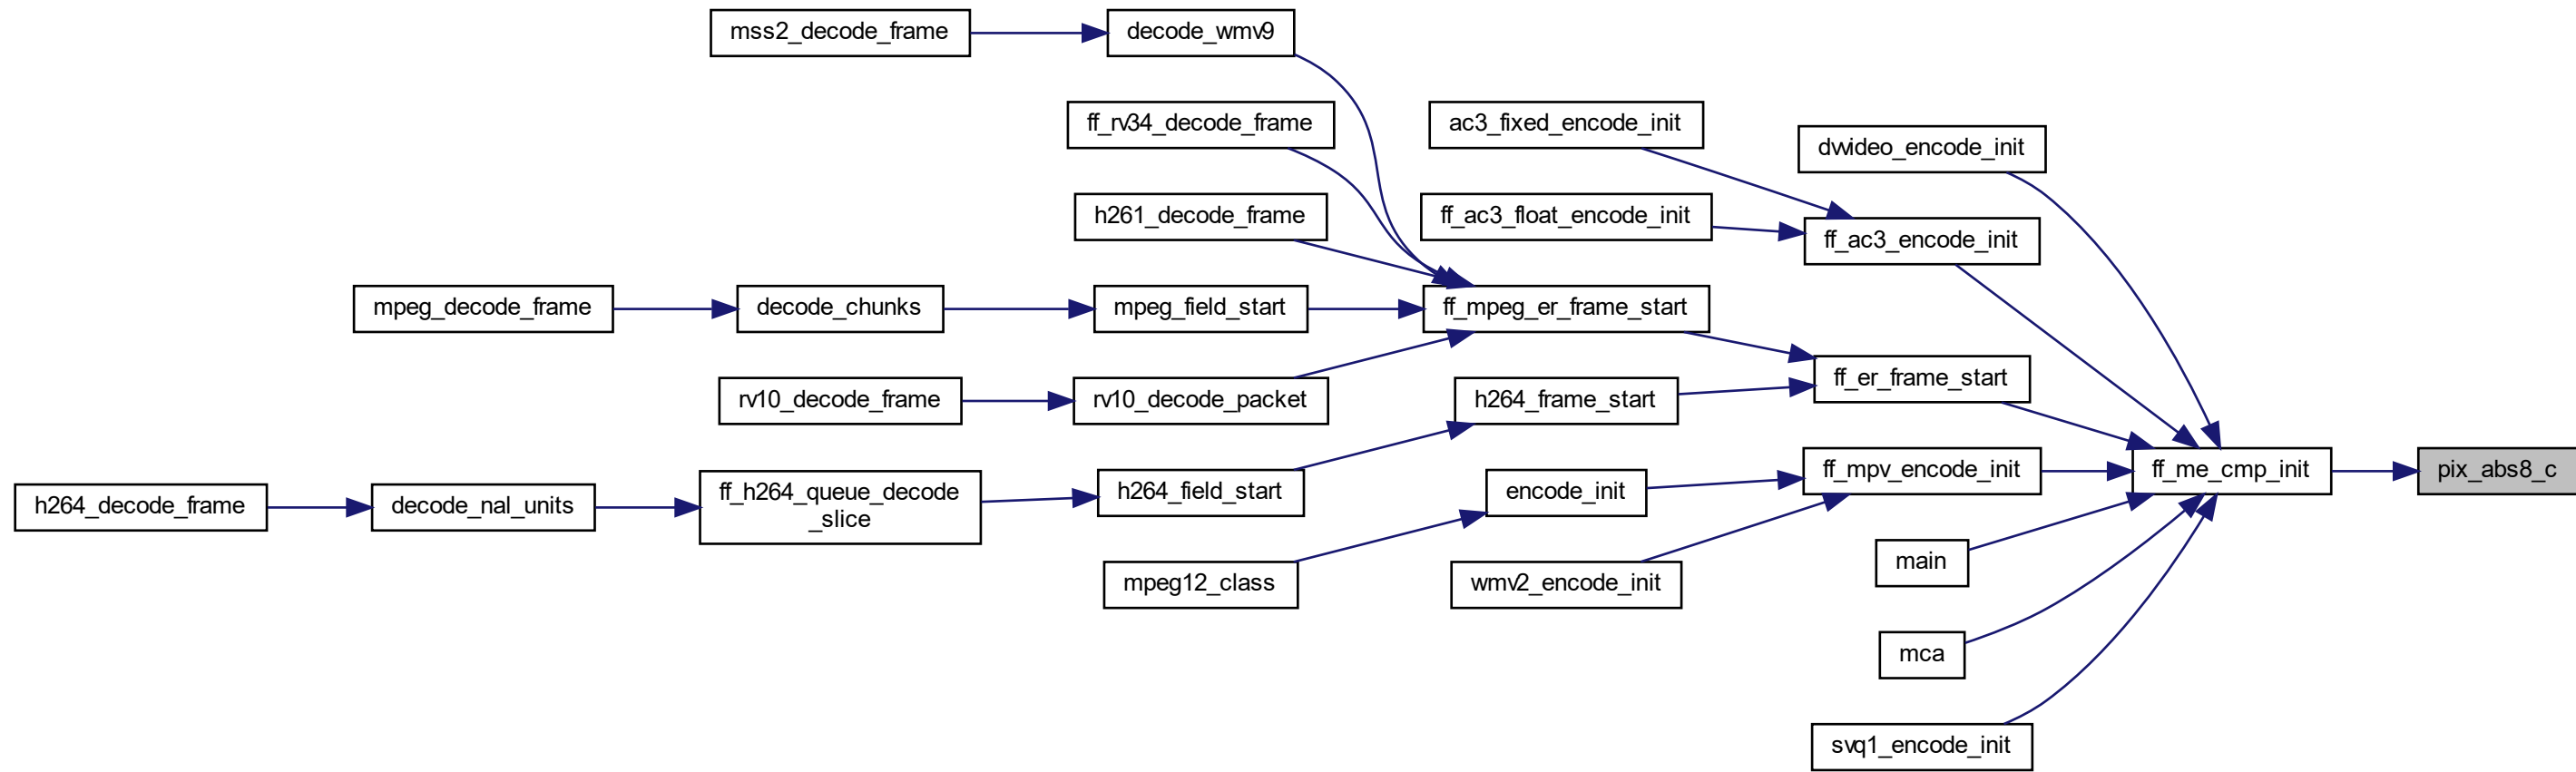 mss2_decode_frame
decode_wmv9
ff_rv34_decode_frame
ac3_fixed_encode_init
dvvideo_encode_init
h261_decode_frame
ff_ac3_float_encode_init
ff_ac3_encode_init
mpeg_decode_frame
decode_chunks
mpeg_field_start
ff_mpeg_er_frame_start
ff_er_frame_start
rv10_decode_frame
rv10_decode_packet
h264_frame_start
ff_mpv_encode_init
ff_me_cmp_init
pix_abs8_c
h264_decode_frame
decode_nal_units
ff_h264_queue_decode
_slice
h264_field_start
encode_init
main
mpeg12_class
wmv2_encode_init
mca
svq1_encode_init